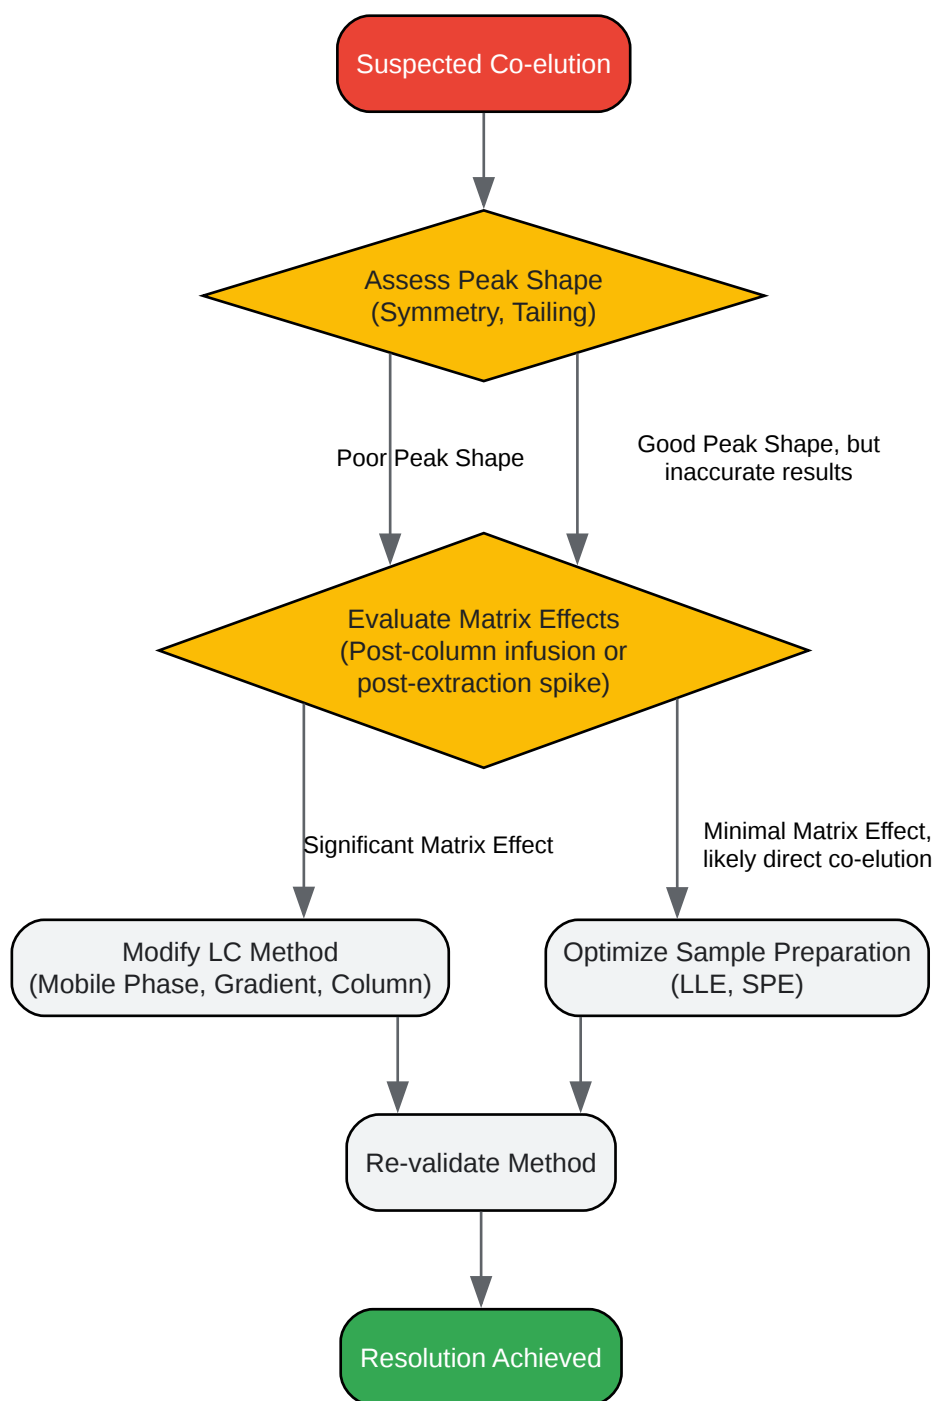 Suspected Co-elution
Assess Peak Shape
(Symmetry, Tailing)
Poor Peak Shape
Good Peak Shape, but
inaccurate results
Evaluate Matrix Effects
(Post-column infusion or
post-extraction spike)
Significant Matrix Effect
Minimal Matrix Effect,
likely direct co-elution
Modify LC Method
(Mobile Phase, Gradient, Column)
Optimize Sample Preparation
(LLE, SPE)
Re-validate Method
Resolution Achieved